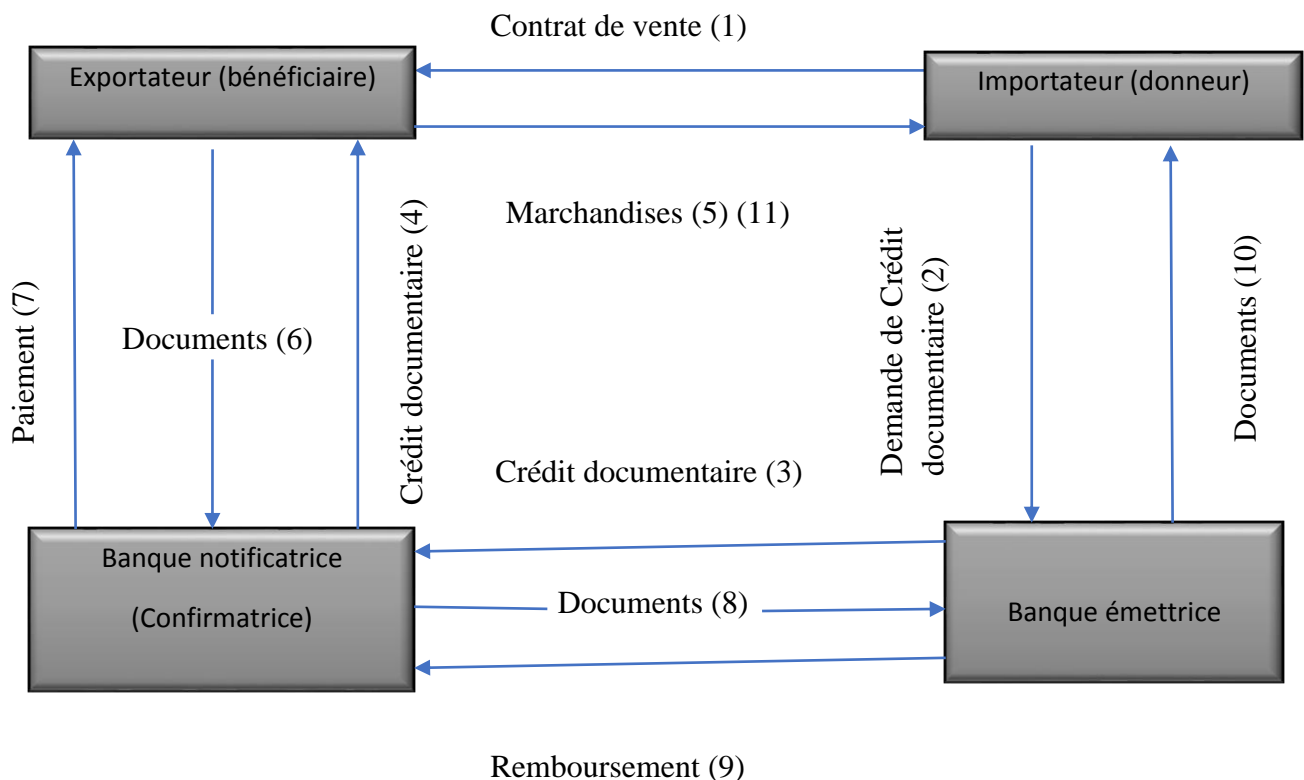 Contrat de vente (1)
Exportateur (bénéficiaire)
Importateur (donneur)
Marchandises (5) (11)
Paiement (7)
Documents (6)
Crédit documentaire (4)
Demande de Crédit
documentaire (2)
Documents (10)
Crédit documentaire (3)
Banque notificatrice
(Confirmatrice)
Documents (8)
Banque émettrice
Remboursement (9)